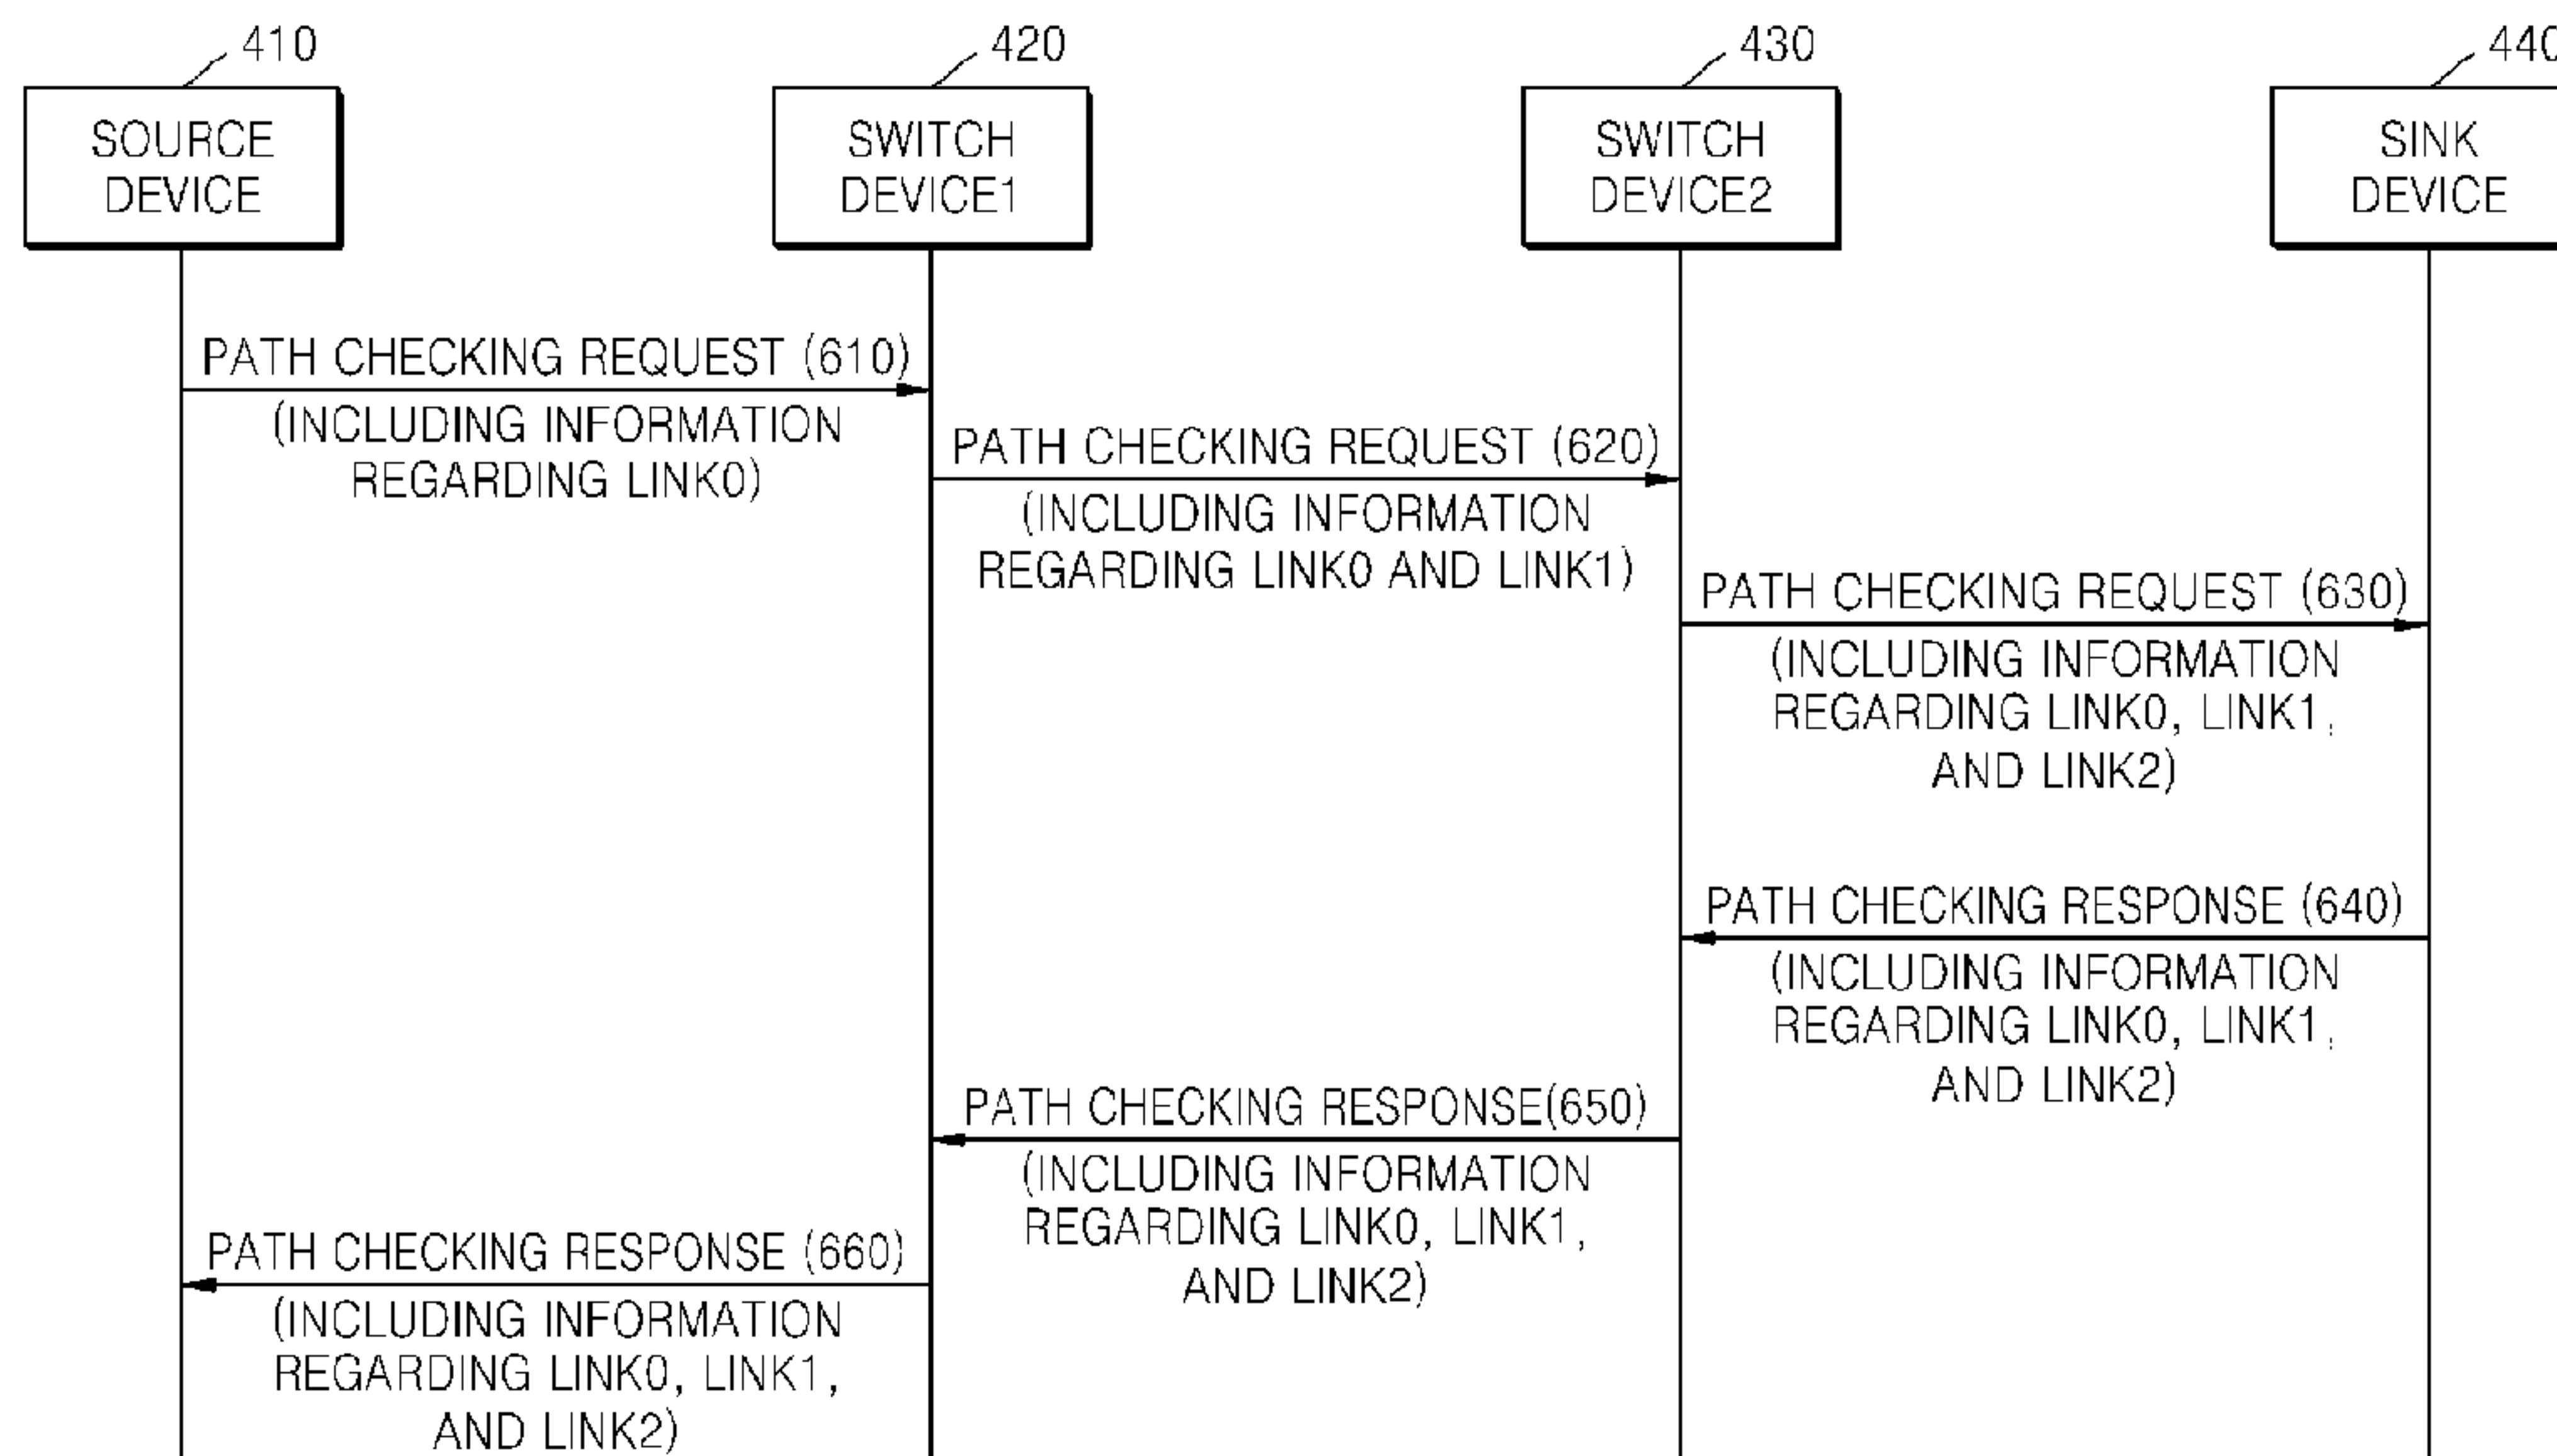 410
420
430
440
SOURCE
DEVICE
SWITCH
DEVICE1
SWITCH
DEVICE2
SINK
DEVICE
PATH CHECKING REQUEST (610)
(INCLUDING INFORMATION
REGARDING LINK0)
PATH CHECKING REQUEST (620)
(INCLUDING INFORMATION
REGARDING LINK0 AND LINK1)
PATH CHECKING REQUEST (630)
(INCLUDING INFORMATION
REGARDING LINK0, LINK1,
AND LINK2)
PATH CHECKING RESPONSE (640)
(INCLUDING INFORMATION
REGARDING LINK0, LINK1,
AND LINK2)
PATH CHECKING RESPONSE(650)
(INCLUDING INFORMATION
REGARDING LINK0, LINK1,
AND LINK2)
PATH CHECKING RESPONSE (660)
(INCLUDING INFORMATION
REGARDING LINK0, LINK1,
AND LINK2)